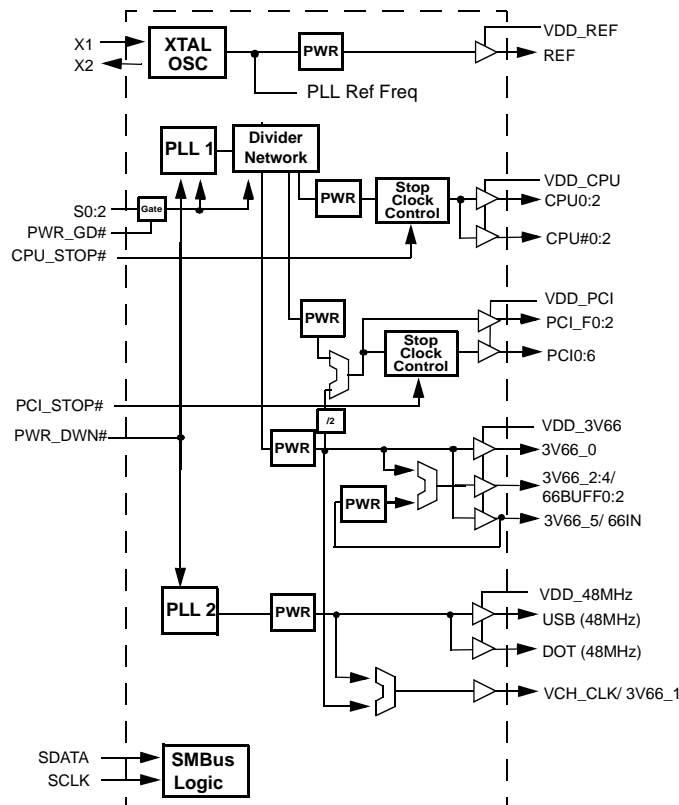 X1
X2
XTAL
OSC
PWR
VDD_REF
REF
PLL Ref Freq
PLL 1
Divider
Network
S0:2
Gate
PWR_GD#
CPU_STOP#
PWR
Stop
Clock
Control
VDD_CPU
CPU0:2
CPU#0:2
PWR
Stop
Clock
Control
VDD_PCI
PCI_F0:2
PCI0:6
PCI_STOP#
/2
PWR_DWN#
PWR
VDD_3V66
3V66_0
PWR
3V66_2:4/
66BUFF0:2
3V66_5/ 66IN
PLL 2
PWR
VDD_48MHz
USB (48MHz)
DOT (48MHz)
VCH_CLK/ 3V66_1
SDATA
SCLK
SMBus
Logic